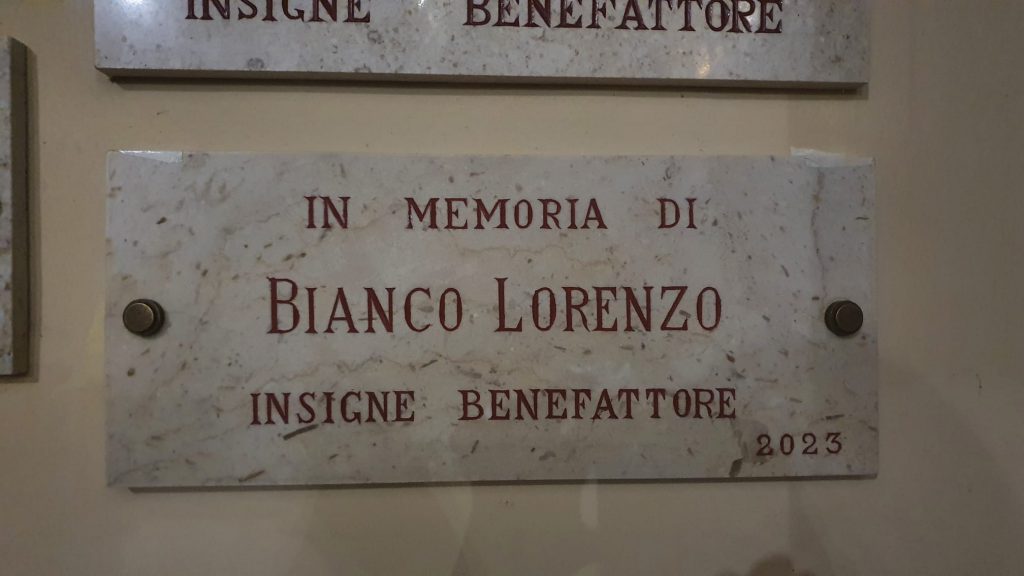 INSIGNE BENEFATTORE
IN MEMORIA DI
BIANCO LORENZO
INSIGNE BENEFATTORE
2023